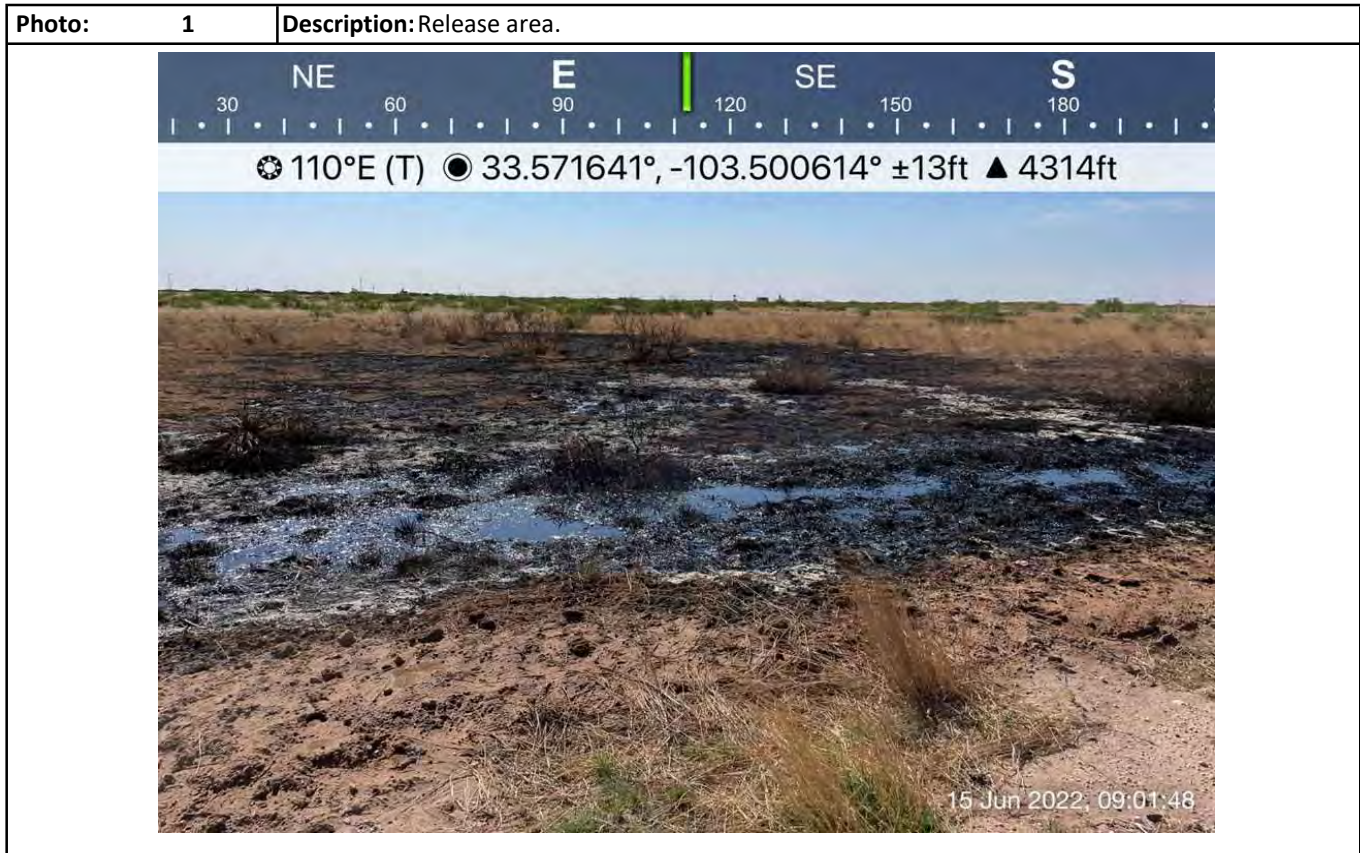 Photo: 1 Description: Release area.
NE E SE S
30 60 90 120 150 180
110°E (T) 33.571641°, -103.500614° ±13ft ▲ 4314ft
15 Jun 2022, 09:01:48